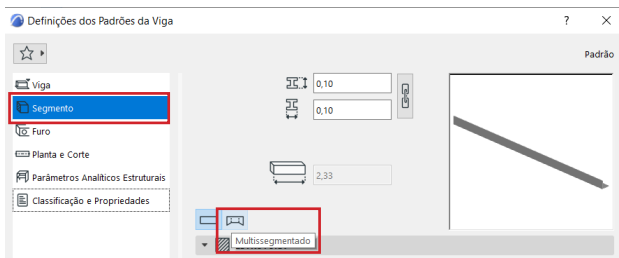 Definições dos Padrões da Viga
?
Padrão
Viga
Segmento
Furo
Planta e Corte
Parâmetros Analíticos Estruturais
Classificação e Propriedades
0,10
0,10
2,33
Multissegmentado